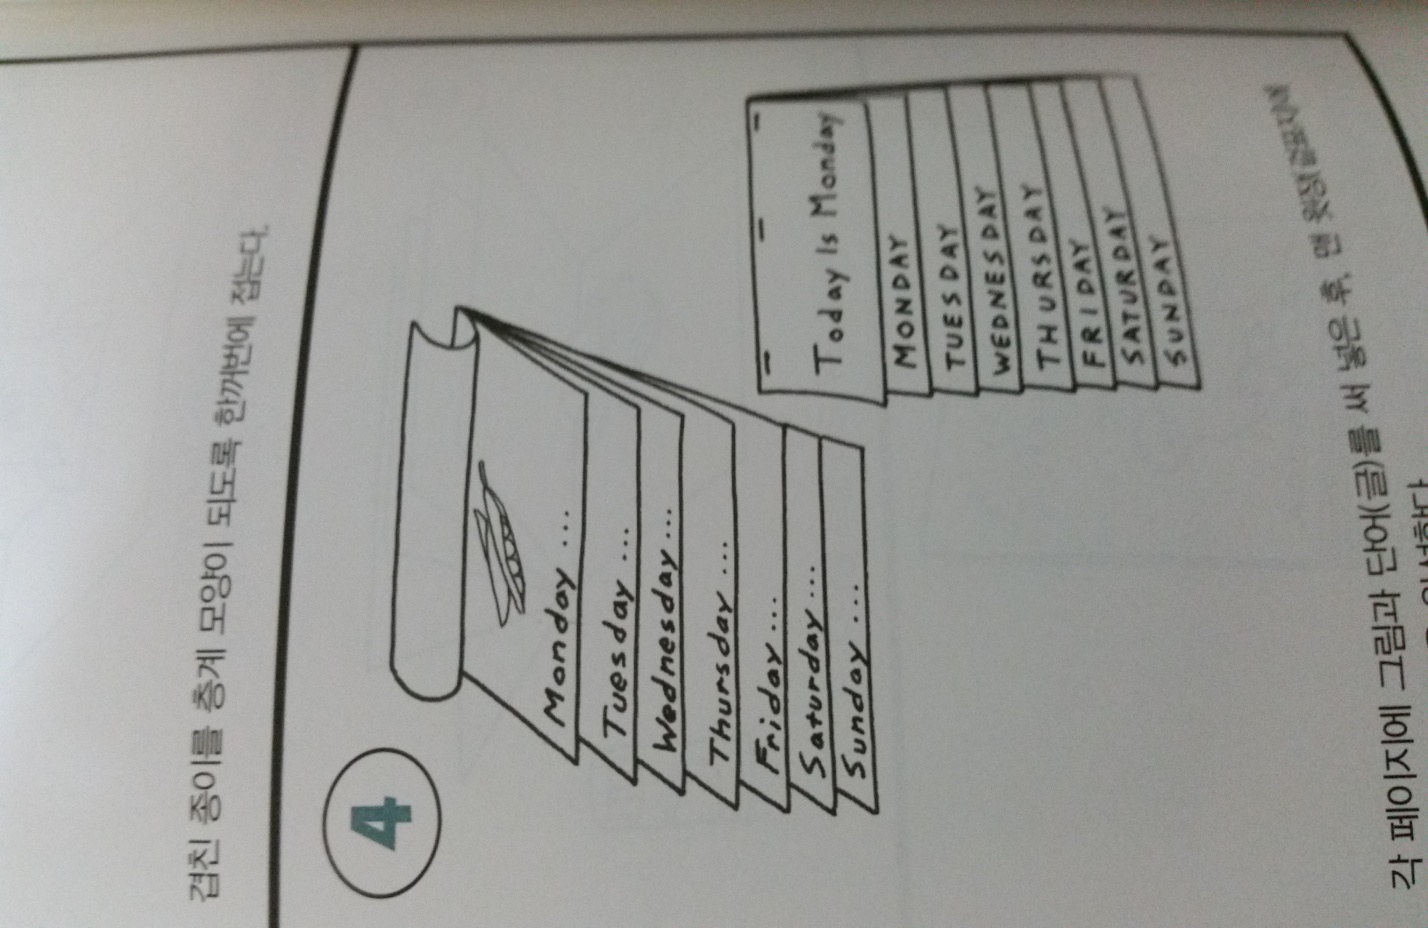 겹친 종이를 층계 모양이 되도록 한꺼번에 접는다.
4
Monday ...
Tuesday ...
Wednesday ...
Thursday ...
Friday ...
Saturday ...
Sunday ...
Today Is Monday
MONDAY
TUESDAY
WEDNESDAY
THURSDAY
FRIDAY
SATURDAY
SUNDAY
각 페이지에 그림과 단어(글)를 써 넣은 후, 맨 윗장(겉표지)에